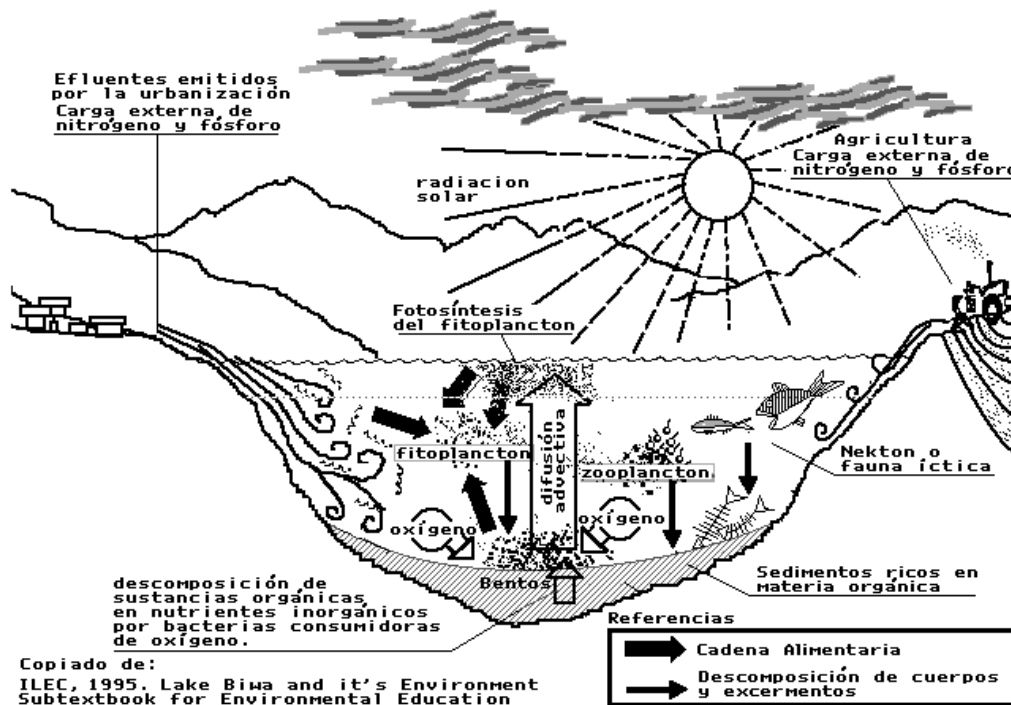 Efluentes emitidos
por la urbanización
Carga externa de
nitrógeno y fósforo
Agricultura
Carga externa de
nitrógeno y fósforo
radiacion
solar
Fotosíntesis
del fitoplancton
fitoplancton
difusión
advectiva
zooplancton
Nekton o
fauna íctica
oxígeno
oxígeno
Bentos
Sedimentos ricos en
materia orgánica
descomposición de
sustancias orgánicas
en nutrientes inorgánicos
por bacterias consumidoras
de oxígeno.
Referencias
Cadena Alimentaria
Descomposición de cuerpos
y excermentos
Copiado de:
ILEC, 1995. Lake Biwa and it's Environment
Subtextbook for Environmental Education